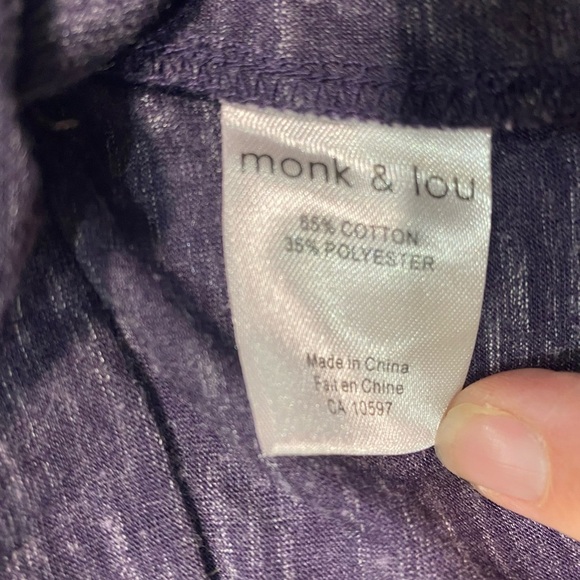 monk & lou
65% COTTON
35% POLYESTER
Made in China
Fait en Chine
CA 10597